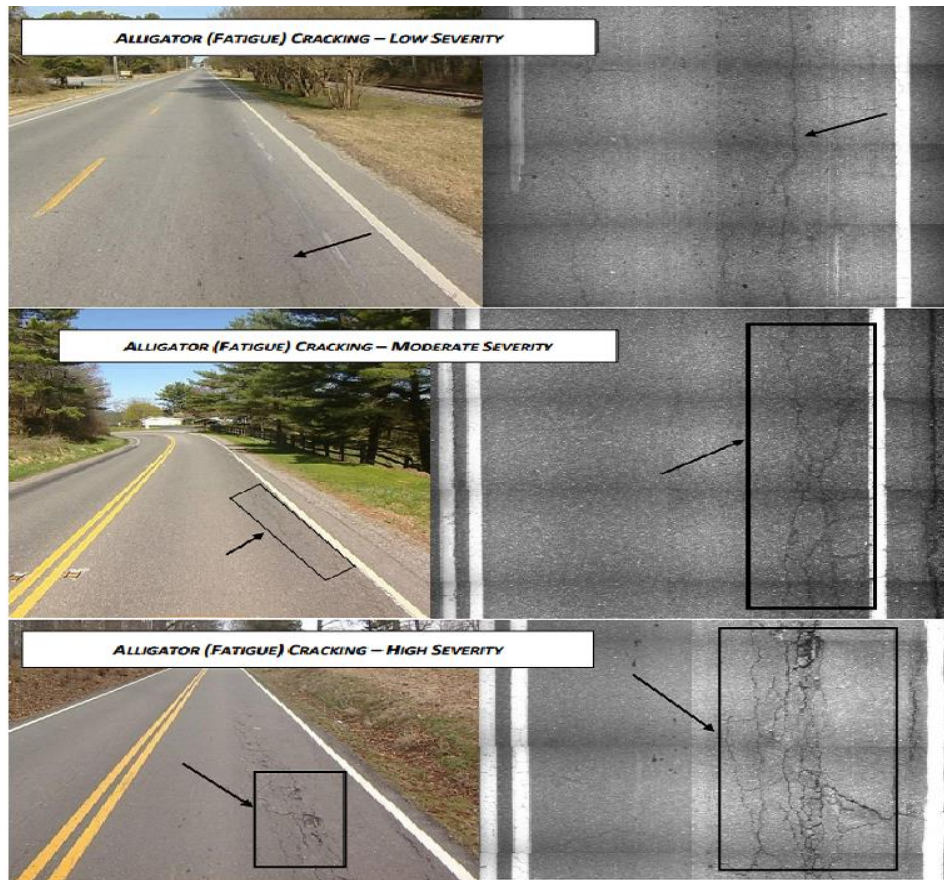 ALLIGATOR (FATIGUE) CRACKING – LOW SEVERITY
ALLIGATOR (FATIGUE) CRACKING – MODERATE SEVERITY
ALLIGATOR (FATIGUE) CRACKING – HIGH SEVERITY